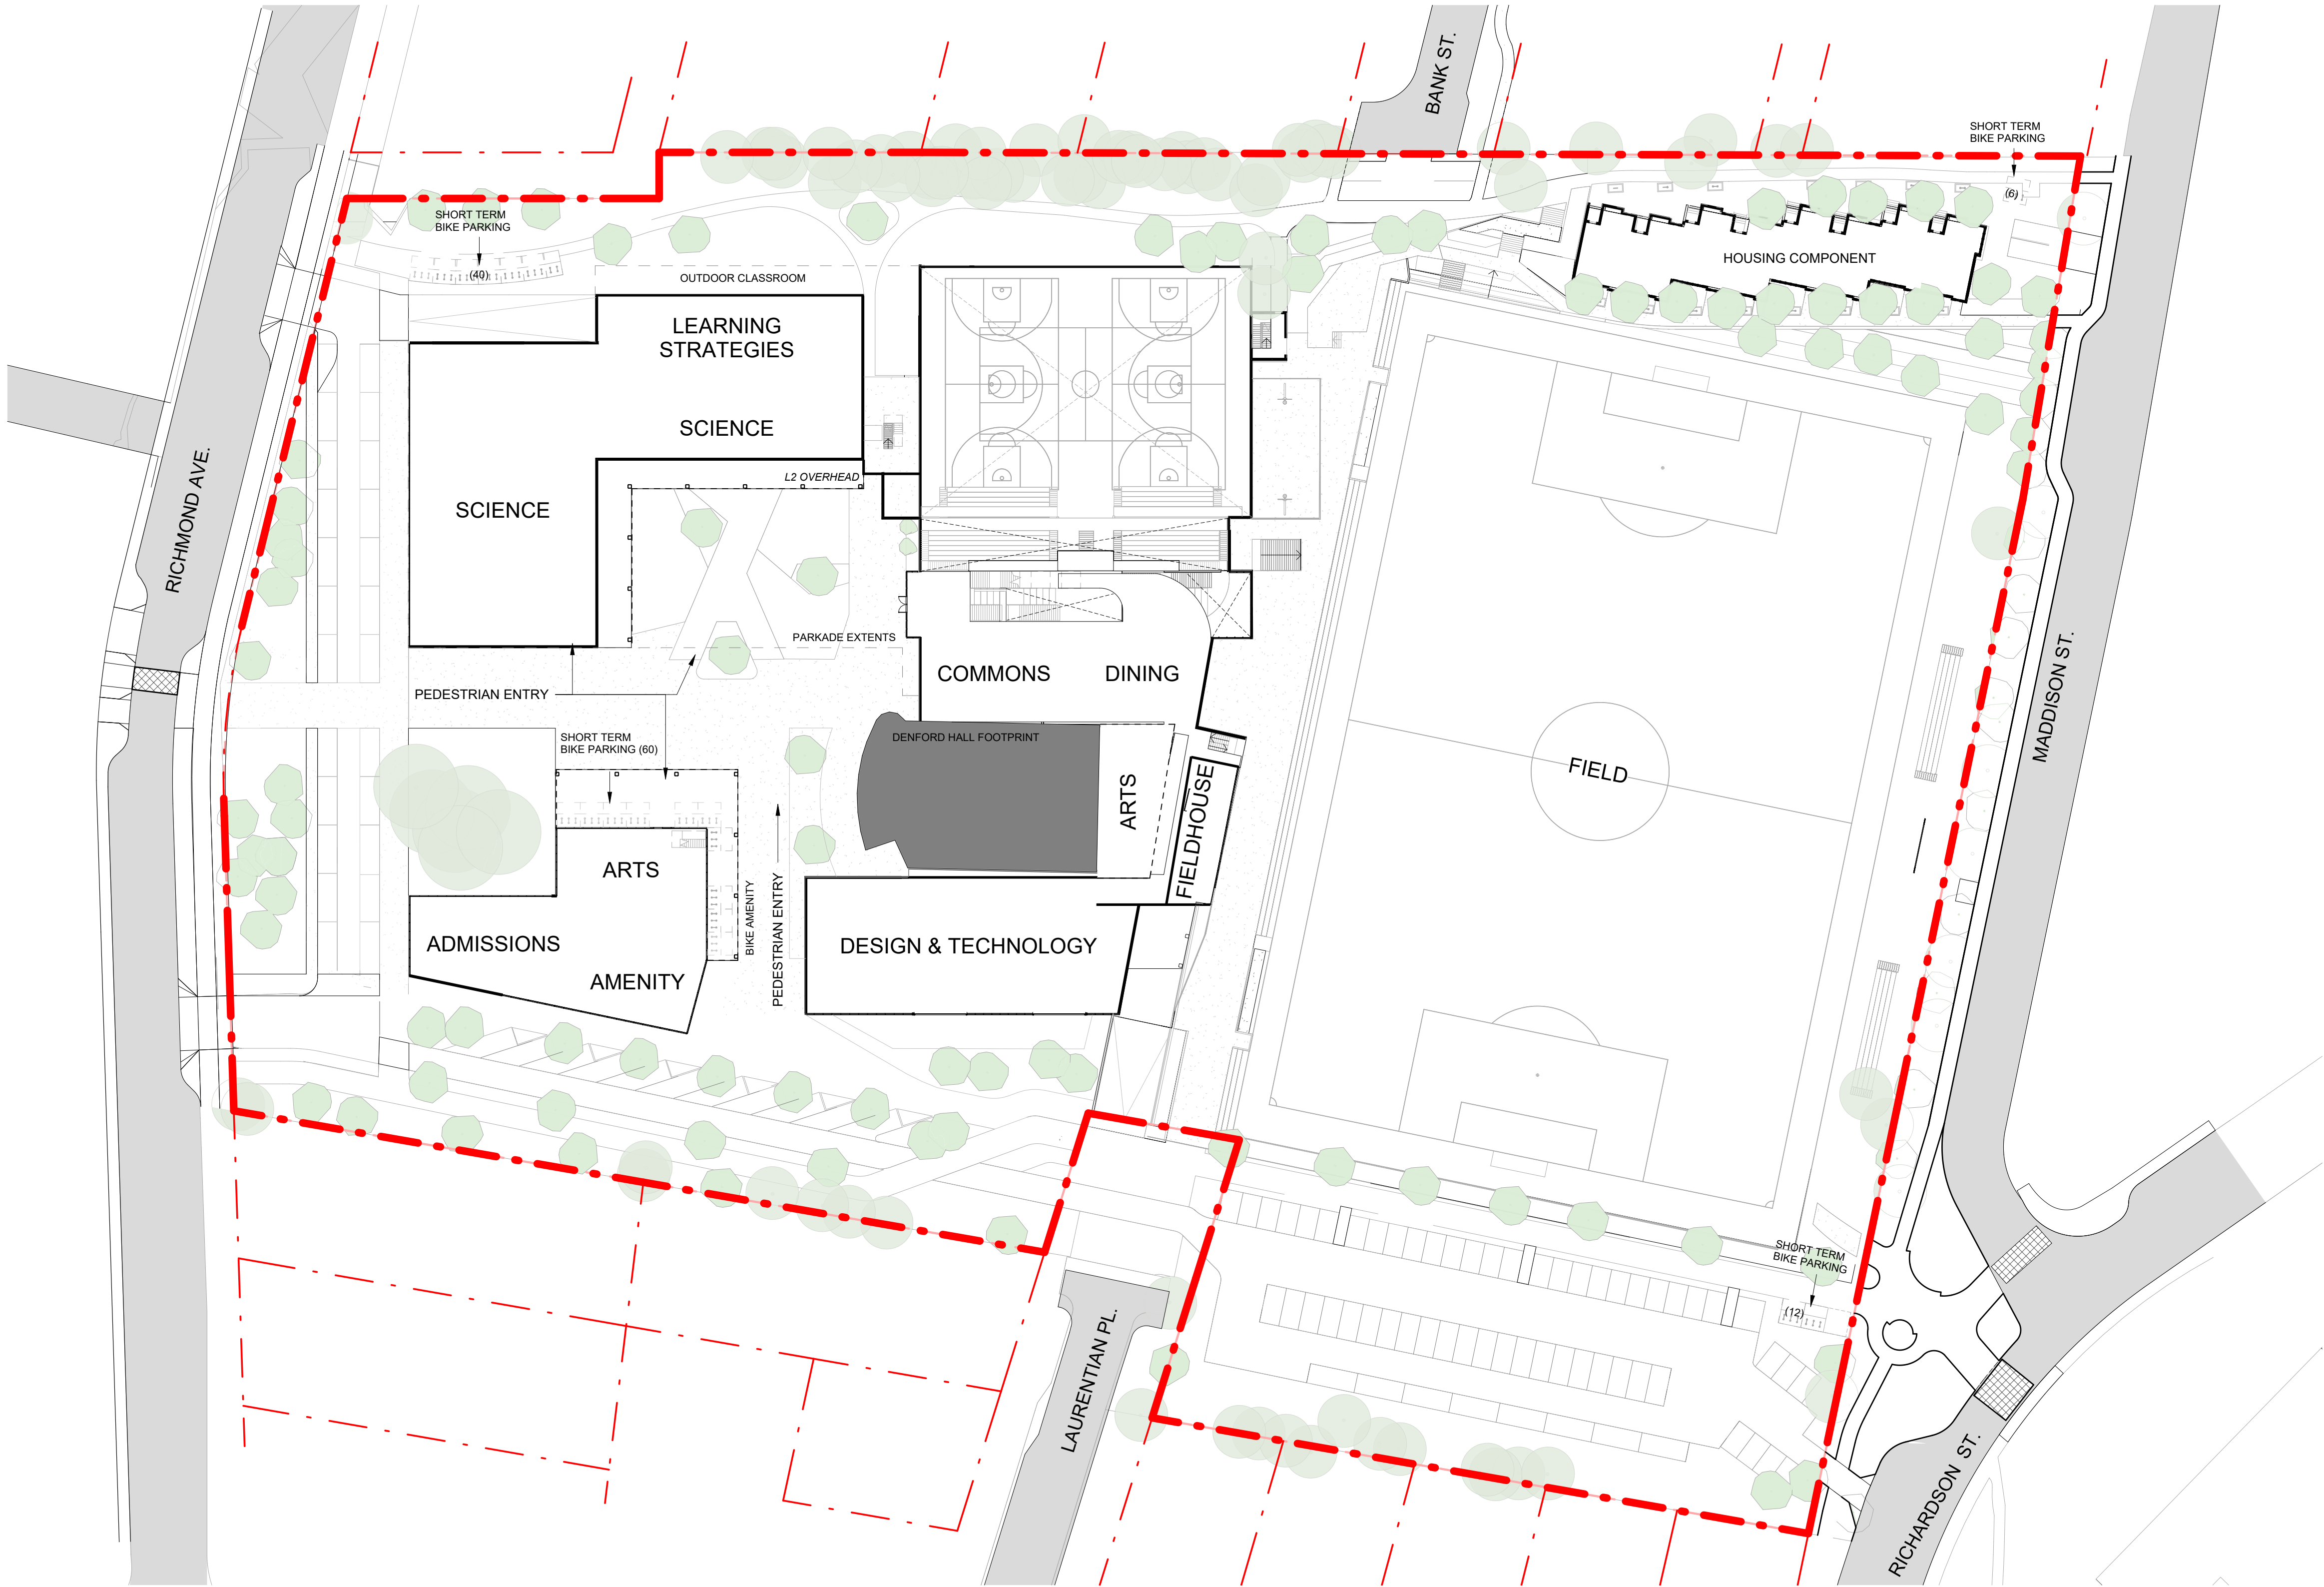 BANK ST.
SHORT TERM
BIKE PARKING
(6)
SHORT TERM
BIKE PARKING
(40)
OUTDOOR CLASSROOM
HOUSING COMPONENT
LEARNING
STRATEGIES
SCIENCE
L2 OVERHEAD
SCIENCE
RICHMOND AVE.
PARKADE EXTENTS
COMMONS
DINING
PEDESTRIAN ENTRY
MADDISON ST.
SHORT TERM
BIKE PARKING (60)
DENFORD HALL FOOTPRINT
FIELD
ARTS
FIELDHOUSE
ARTS
BIKE AMENITY
PEDESTRIAN ENTRY
ADMISSIONS
DESIGN & TECHNOLOGY
AMENITY
SHORT TERM
BIKE PARKING
(12)
LAURENTIAN PL.
RICHARDSON ST.